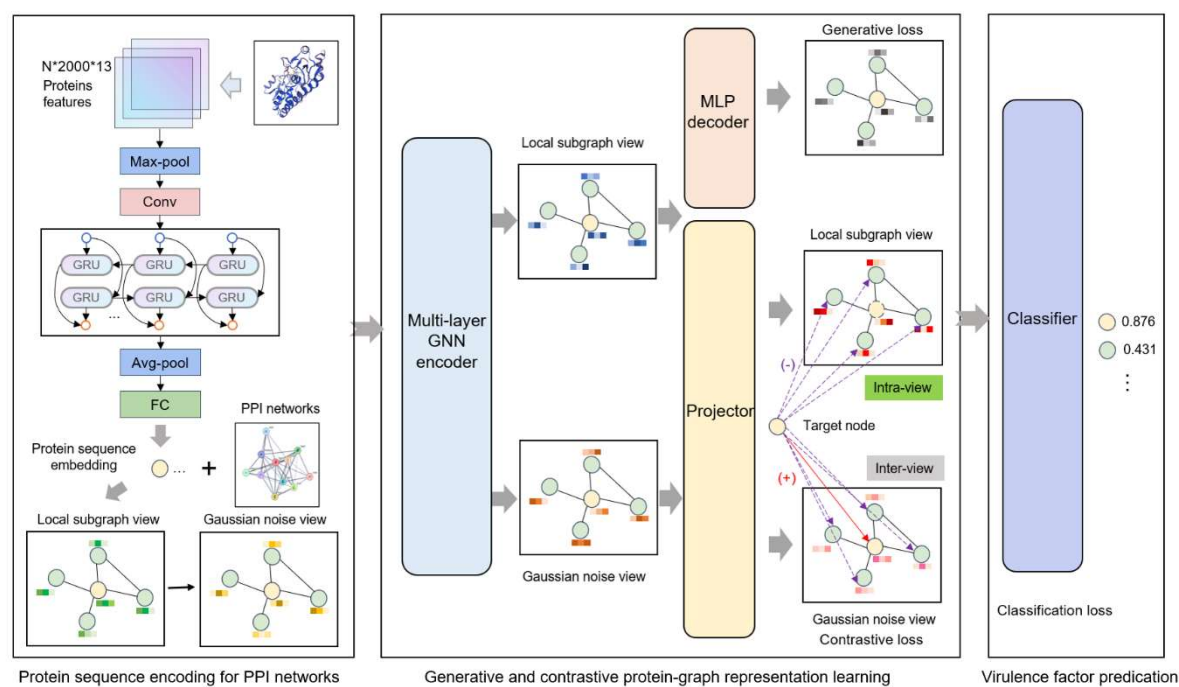 N*2000*13
Proteins
features
Max-pool
Conv
GRU GRU GRU
GRU GRU GRU
...
Avg-pool
FC
PPI networks
Protein sequence
embedding
... +
Local subgraph view
Gaussian noise view
Protein sequence encoding for PPI networks
Multi-layer
GNN
encoder
Local subgraph view
Gaussian noise view
MLP
decoder
Projector
Generative loss
Local subgraph view
(-)
Intra-view
Target node
(+)
Inter-view
Gaussian noise view
Contrastive loss
Generative and contrastive protein-graph representation learning
Classifier
0.876
0.431
⋮
Classification loss
Virulence factor predication